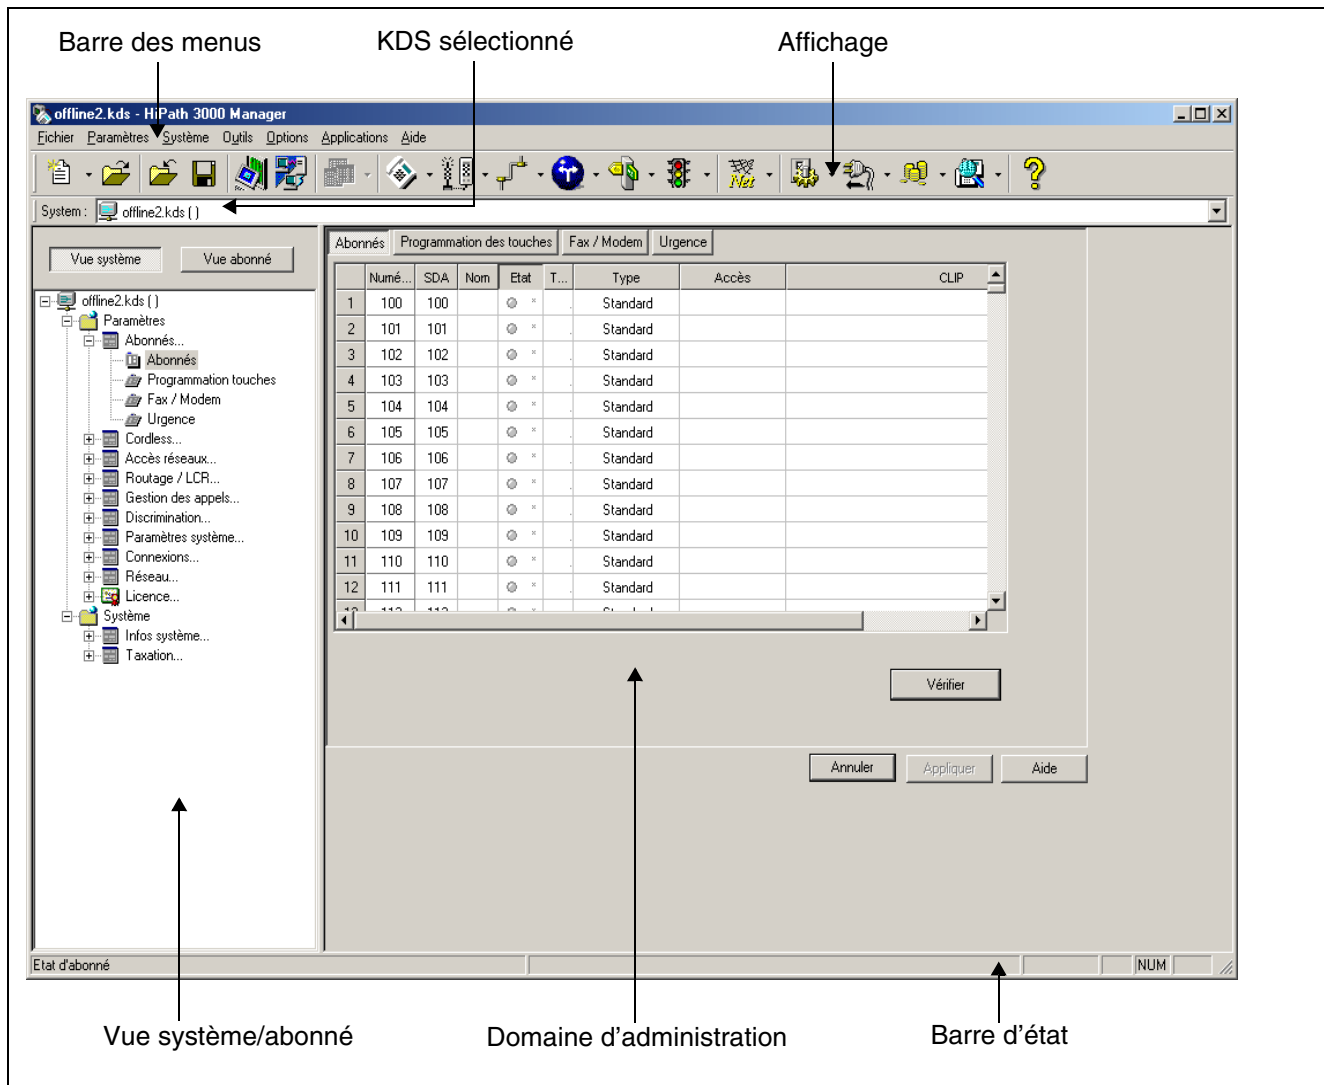 Barre des menus KDS sélectionné Affichage
offline2.kds - HiPath 3000 Manager
Fichier Paramètres Système Outils Options Applications Aide
Net
System : offline2.kds ( )
Vue système Vue abonné
Abonnés Programmation des touches Fax / Modem Urgence
Numé... SDA Nom Etat T... Type Accès CLIP
1 100 100 * . Standard
2 101 101 * . Standard
3 102 102 * . Standard
4 103 103 * . Standard
5 104 104 * . Standard
6 105 105 * . Standard
7 106 106 * . Standard
8 107 107 * . Standard
9 108 108 * . Standard
10 109 109 * . Standard
11 110 110 * . Standard
12 111 111 * . Standard
offline2.kds ( )
Paramètres
Abonnés...
Abonnés
Programmation touches
Fax / Modem
Urgence
Cordless...
Accès réseaux...
Routage / LCR...
Gestion des appels...
Discrimination...
Paramètres système...
Connexions...
Réseau...
Licence...
Système
Infos système...
Taxation...
Vérifier
Annuler Appliquer Aide
Etat d'abonné NUM
Vue système/abonné Domaine d’administration Barre d’état